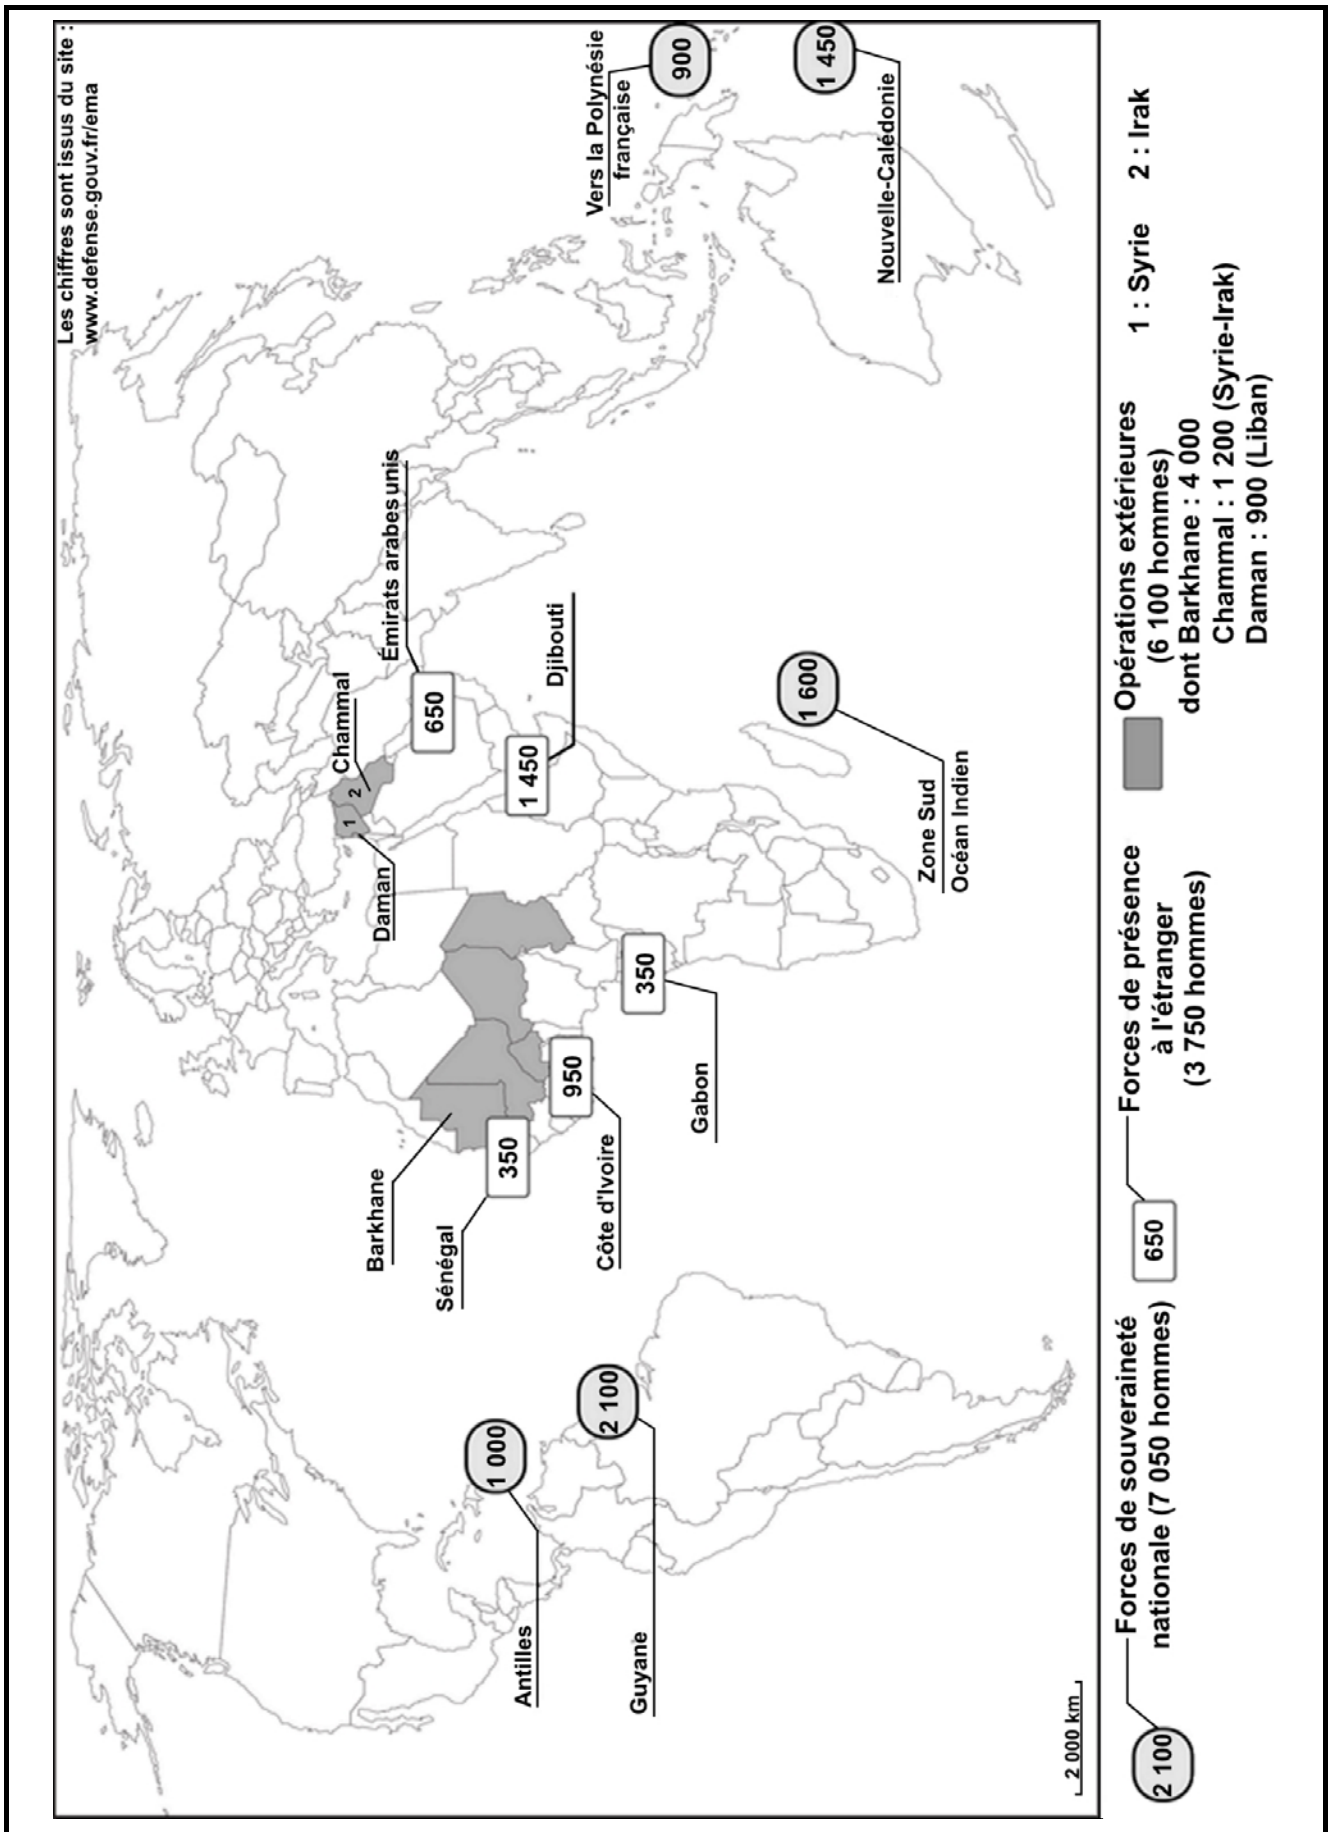 Les chiffres sont issus du site :
www.defense.gouv.fr/ema
Vers la Polynésie
française
900
1 450
Nouvelle-Calédonie
Émirats arabes unis
650
Chammal
1
2
Daman
Djibouti
1 450
1 600
Zone Sud
Océan Indien
Barkhane
Sénégal
350
Côte d'Ivoire
950
Gabon
350
Antilles
1 000
Guyane
2 100
2 000 km
2 100
Forces de souveraineté
nationale (7 050 hommes)
650
Forces de présence
à l'étranger
(3 750 hommes)
Opérations extérieures
(6 100 hommes)
dont Barkhane : 4 000
Chammal : 1 200 (Syrie-Irak)
Daman : 900 (Liban)
1 : Syrie 2 : Irak